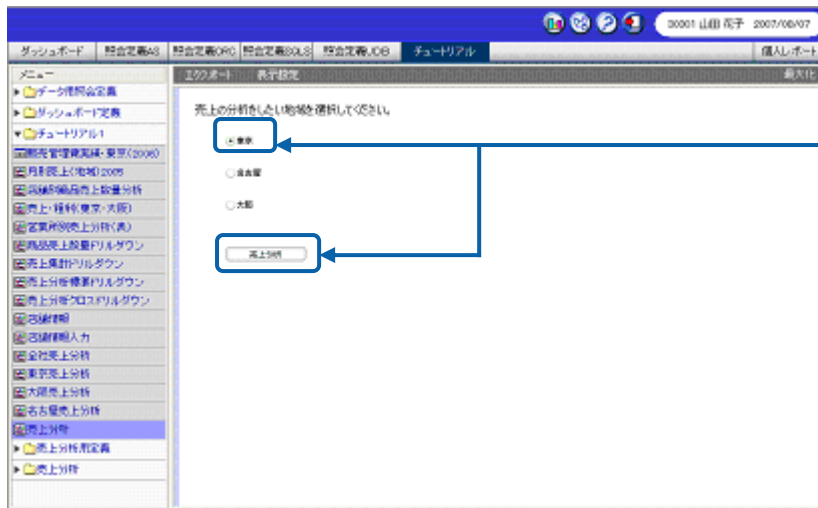 00001 山田 花子 2007/08/07
ダッシュボード 照会定義AS 照会定義ORC 照会定義SQLS 照会定義UDB チュートリアル 個人レポート
メニュー
エクスポート 表示設定 最大化
データ照会定義
ダッシュボード定義
チュートリアル1
販売管理費実績-東京(2006)
月別売上(地域)2005
店舗別商品売上数量分析
売上・粗利(東京・大阪)
営業所別売上分析(表)
商品売上数量ドリルダウン
売上集計ドリルダウン
売上分析標準ドリルダウン
売上分析クロスドリルダウン
店舗情報
店舗情報入力
全社売上分析
東京売上分析
大阪売上分析
名古屋売上分析
売上分析
売上分析用定義
売上分析
売上の分析をしたい地域を選択してください。
東京
名古屋
大阪
売上分析